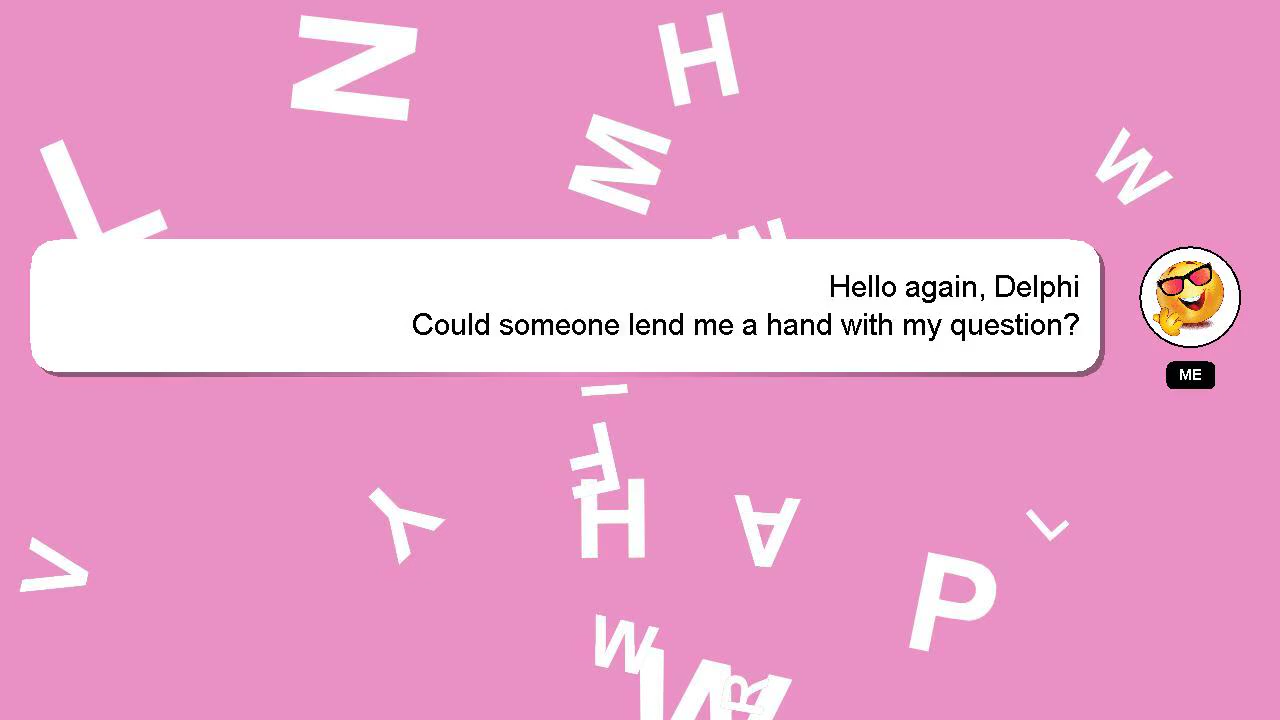 Z
H
M
W
L
W
Hello again, Delphi
Could someone lend me a hand with my question?
ME
I
F
H
Y
A
L
V
P
W
W
R